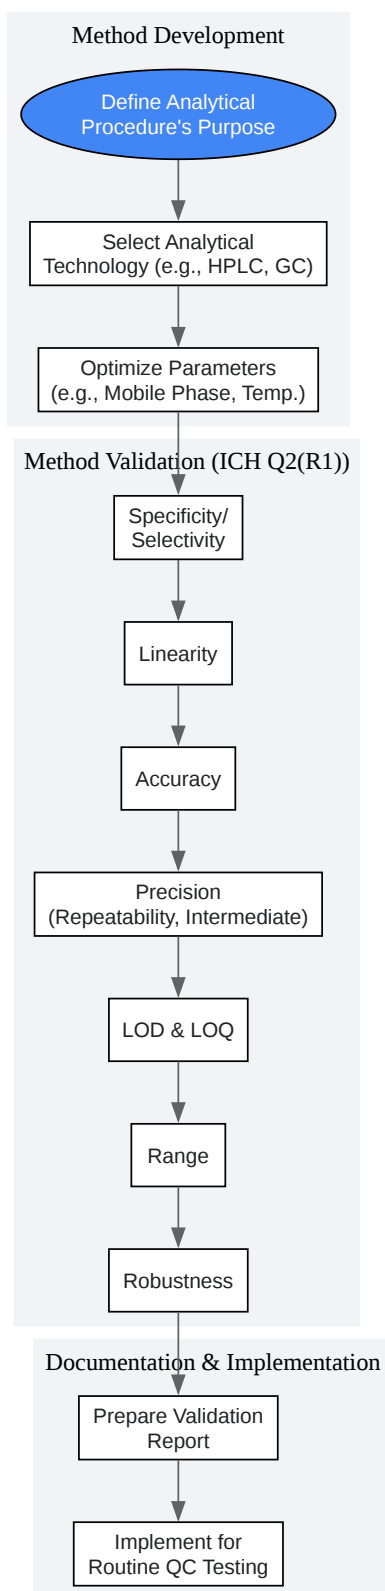 Method Development
Define Analytical
Procedure's Purpose
Select Analytical
Technology (e.g., HPLC, GC)
Optimize Parameters
(e.g., Mobile Phase, Temp.)
Method Validation (ICH Q2(R1))
Specificity/
Selectivity
Linearity
Accuracy
Precision
(Repeatability, Intermediate)
LOD & LOQ
Range
Robustness
Documentation & Implementation
Prepare Validation
Report
Implement for
Routine QC Testing